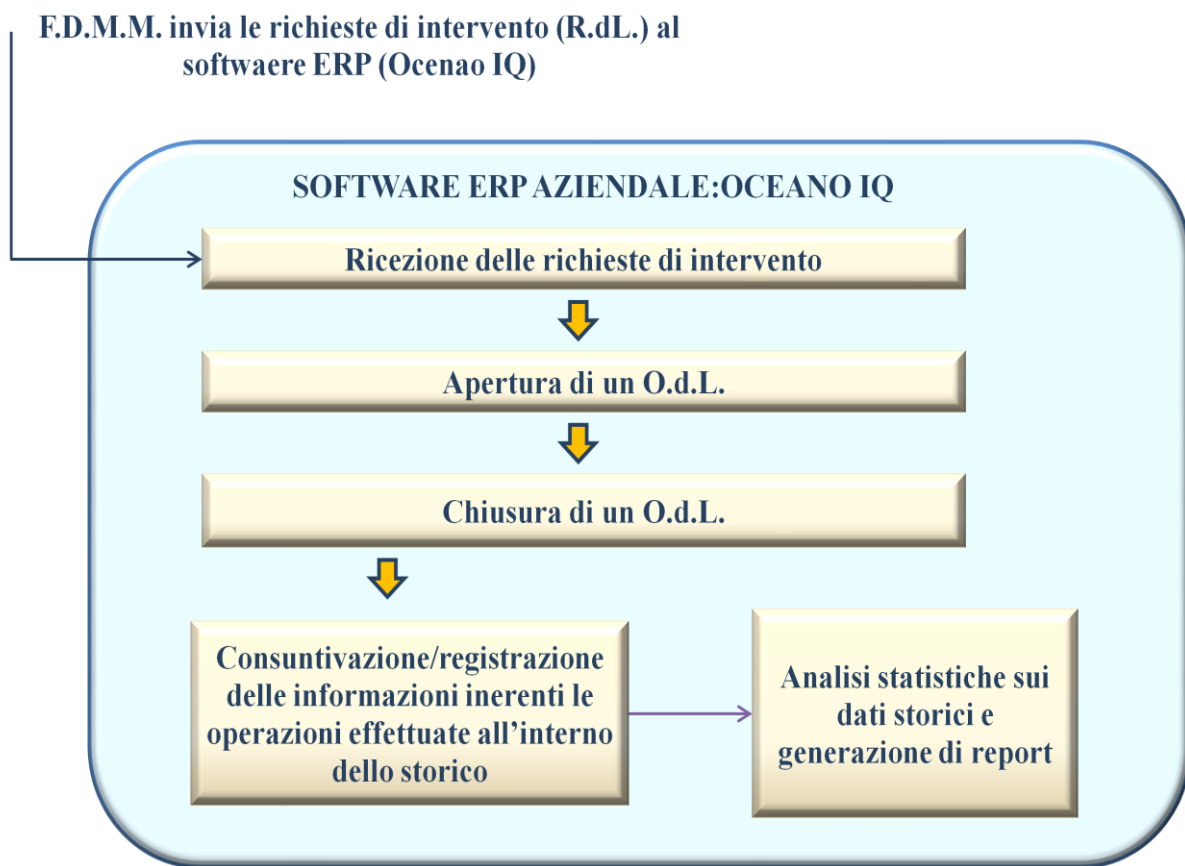 F.D.M.M. invia le richieste di intervento (R.dL.) al
softwaere ERP (Ocenao IQ)
SOFTWARE ERP AZIENDALE:OCEANO IQ
Ricezione delle richieste di intervento
Apertura di un O.d.L.
Chiusura di un O.d.L.
Consuntivazione/registrazione
delle informazioni inerenti le
operazioni effettuate all’interno
dello storico
Analisi statistiche sui
dati storici e
generazione di report